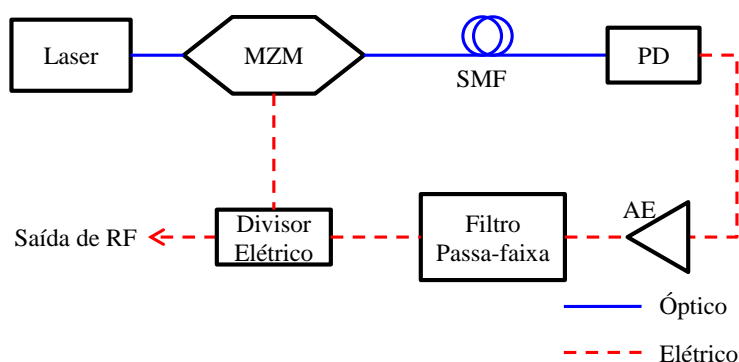 Laser
MZM
SMF
PD
AE
Saída de RF
Divisor
Elétrico
Filtro
Passa-faixa
Óptico
Elétrico